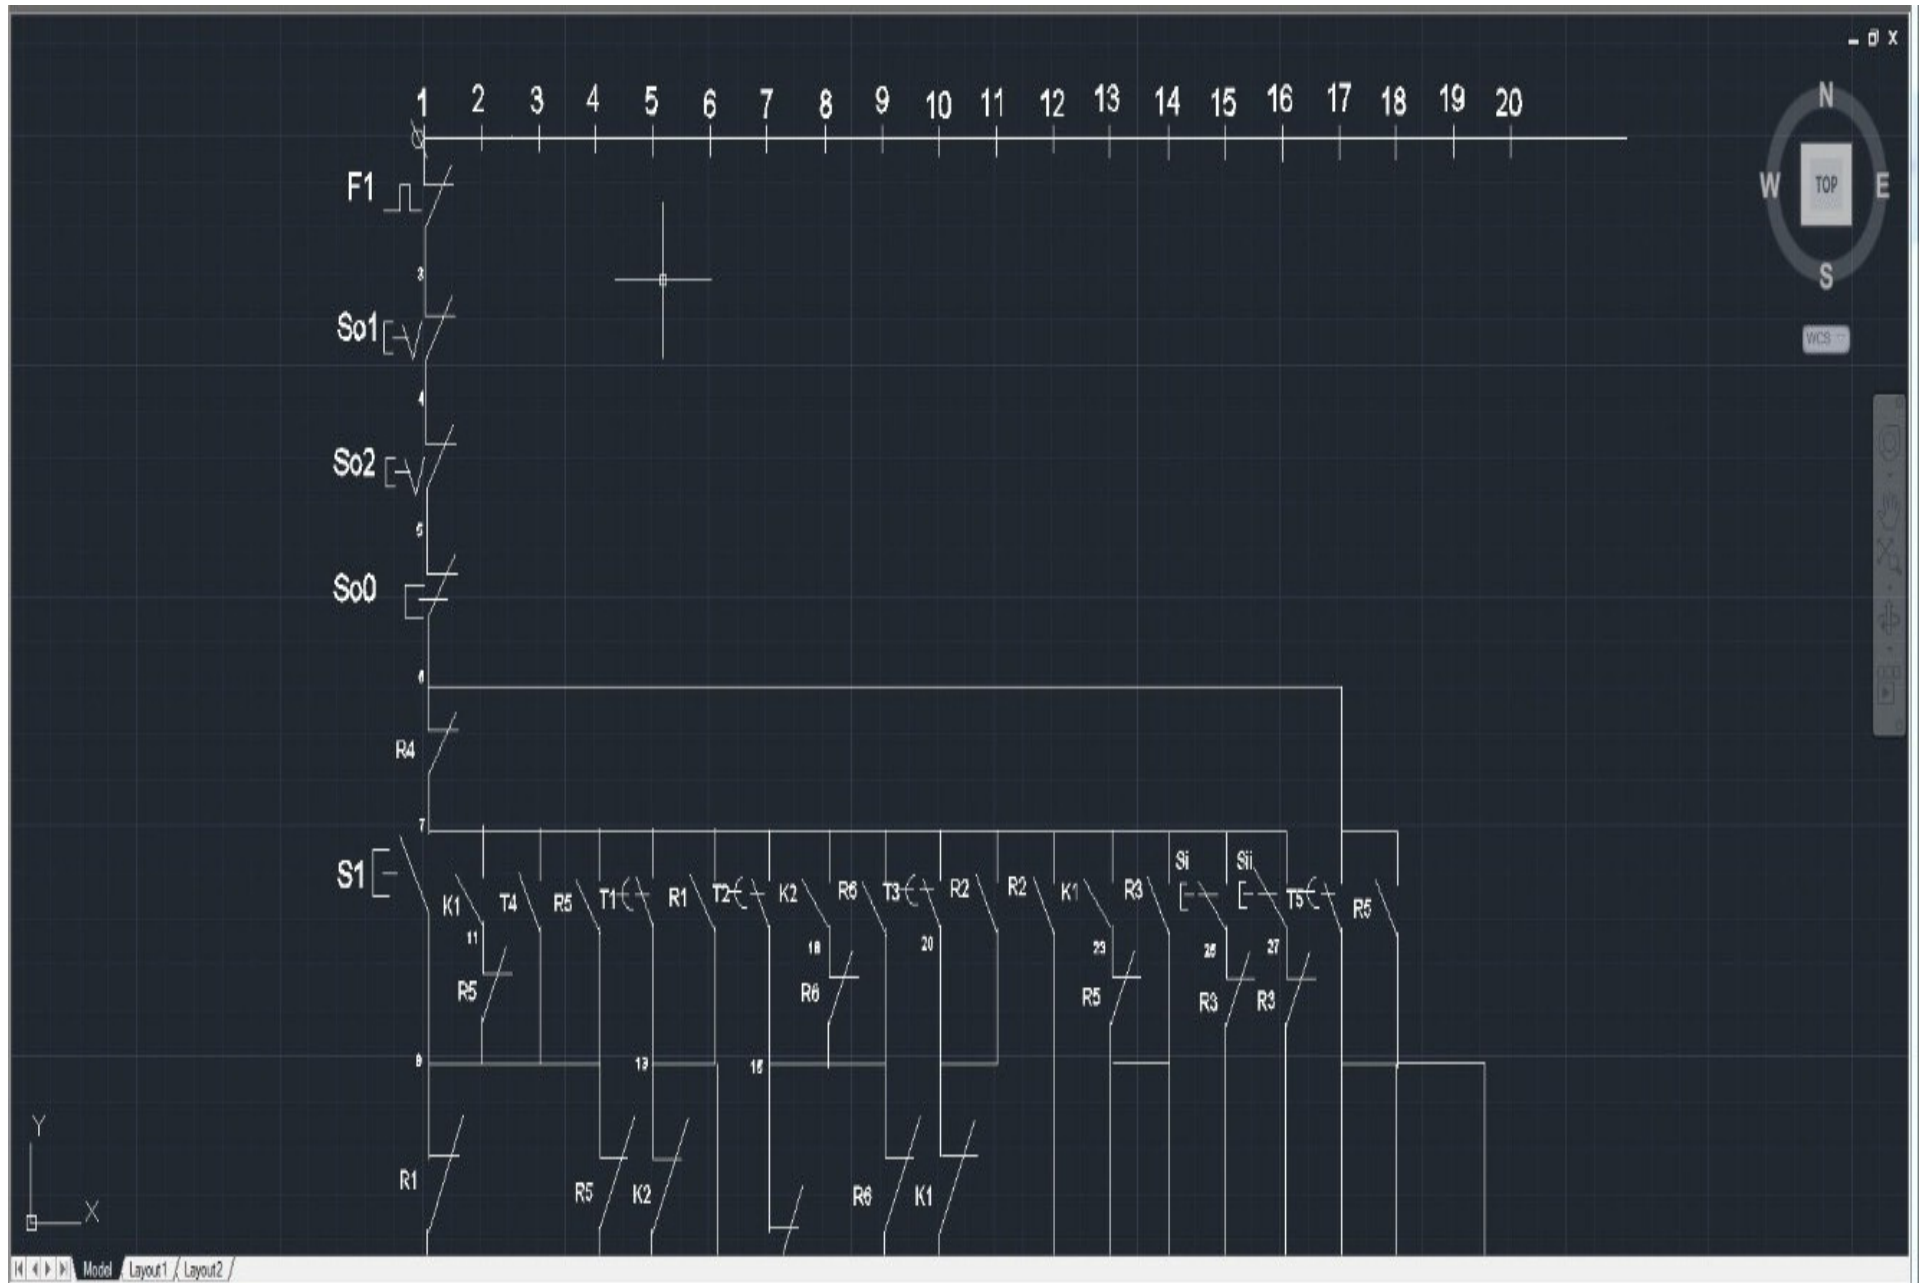 1 2 3 4 5 6 7 8 9 10 11 12 13 14 15 16 17 18 19 20
N
F1
W TOP E
3
S
So1
WCS
4
So2
5
So0
6
R4
7
Si Sii
S1
K1 T4 R5 T1 R1 T2 K2 R6 T3 R2 R2 K1 R3 T5 R5
11 18 20 23 25 27
R5 R6 R5 R3 R3
9 13 15
R1 R5 K2 R6 K1
Y
X
Model Layout1 Layout2